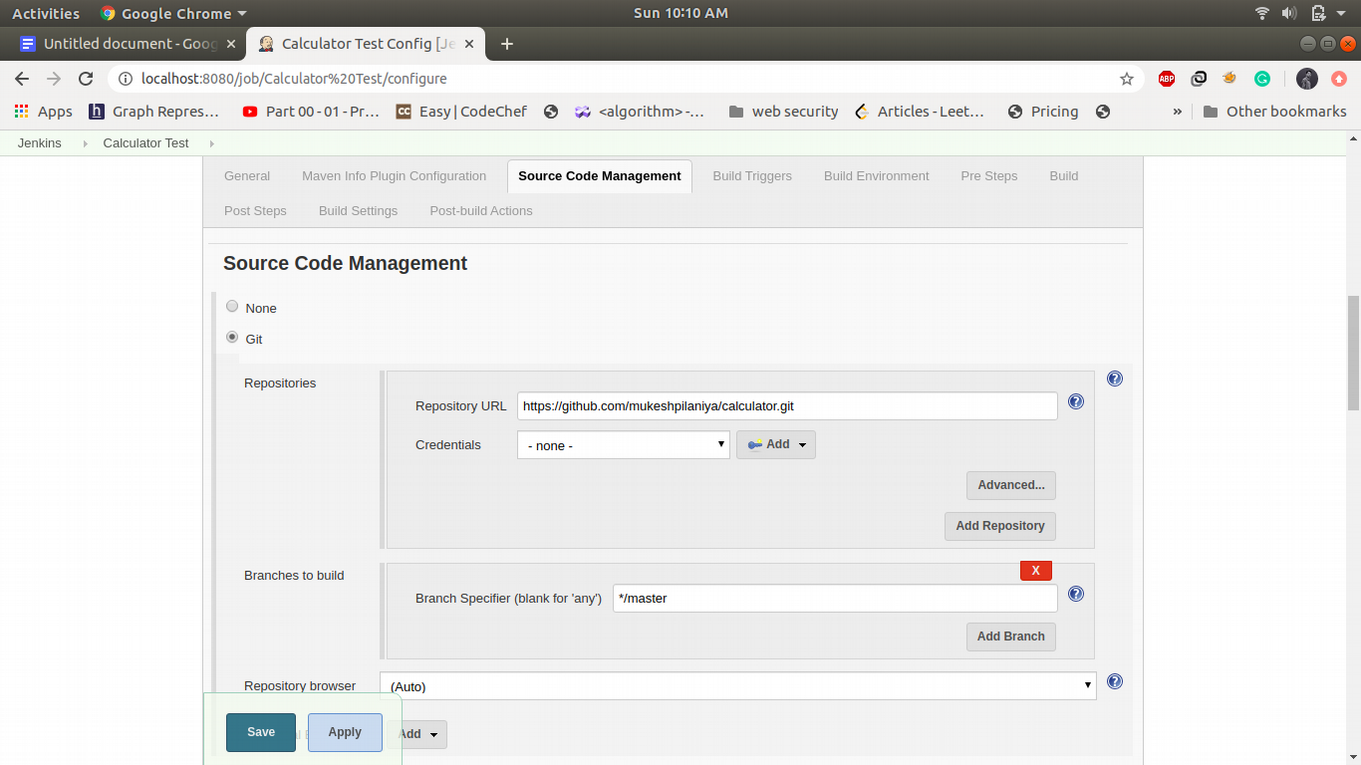 Activities Google Chrome Sun 10:10 AM
Untitled document - Goog Calculator Test Config [Je
localhost:8080/job/Calculator%20Test/configure ABP
Apps h Graph Repres... Part 00 - 01 - Pr... CC Easy | CodeChef <algorithm> -... web security Articles - Leet... Pricing » Other bookmarks
Jenkins Calculator Test
General Maven Info Plugin Configuration Source Code Management Build Triggers Build Environment Pre Steps Build
Post Steps Build Settings Post-build Actions
Source Code Management
None
Git
Repositories
Repository URL https://github.com/mukeshpilaniya/calculator.git
Credentials - none - Add
Advanced...
Add Repository
Branches to build X
Branch Specifier (blank for 'any') */master
Add Branch
Repository browser (Auto)
Save Apply Add